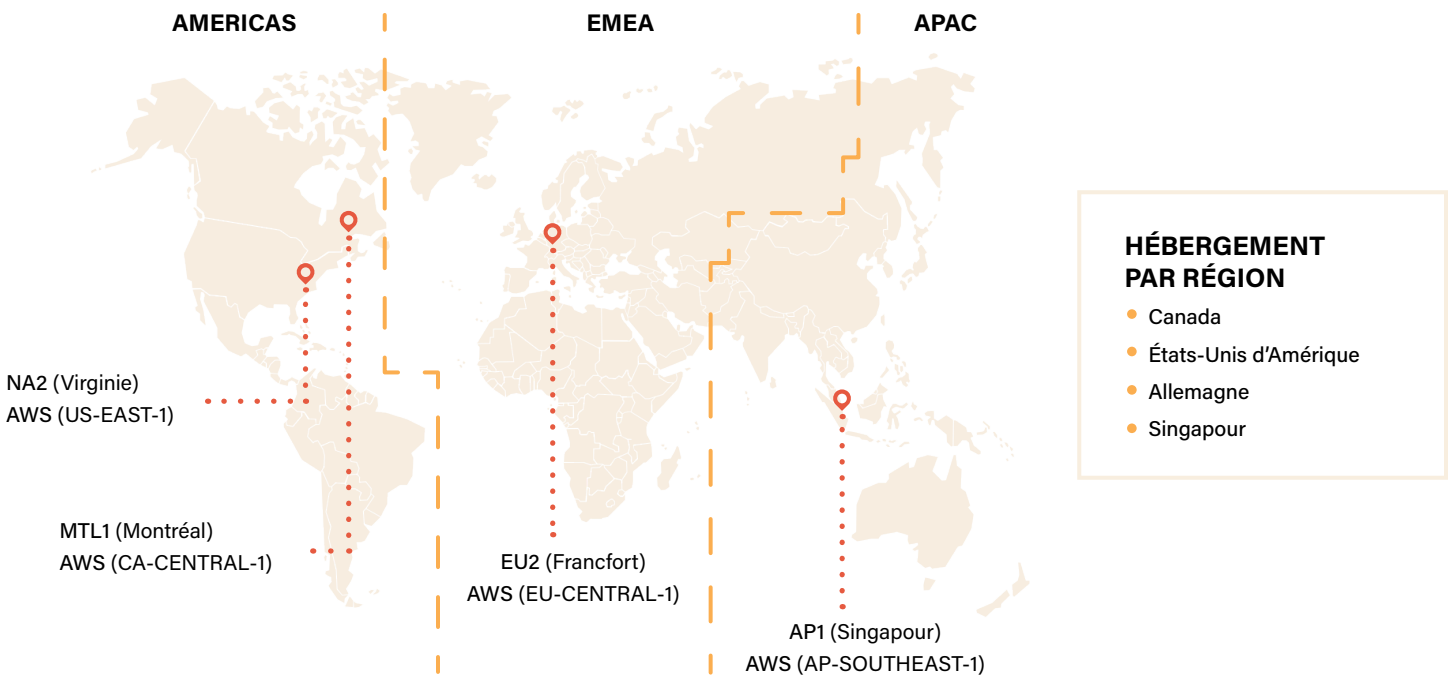 AMERICAS
EMEA
APAC
NA2 (Virginie)
AWS (US-EAST-1)
MTL1 (Montréal)
AWS (CA-CENTRAL-1)
EU2 (Francfort)
AWS (EU-CENTRAL-1)
AP1 (Singapour)
AWS (AP-SOUTHEAST-1)
HÉBERGEMENT
PAR RÉGION
Canada
États-Unis d'Amérique
Allemagne
Singapour